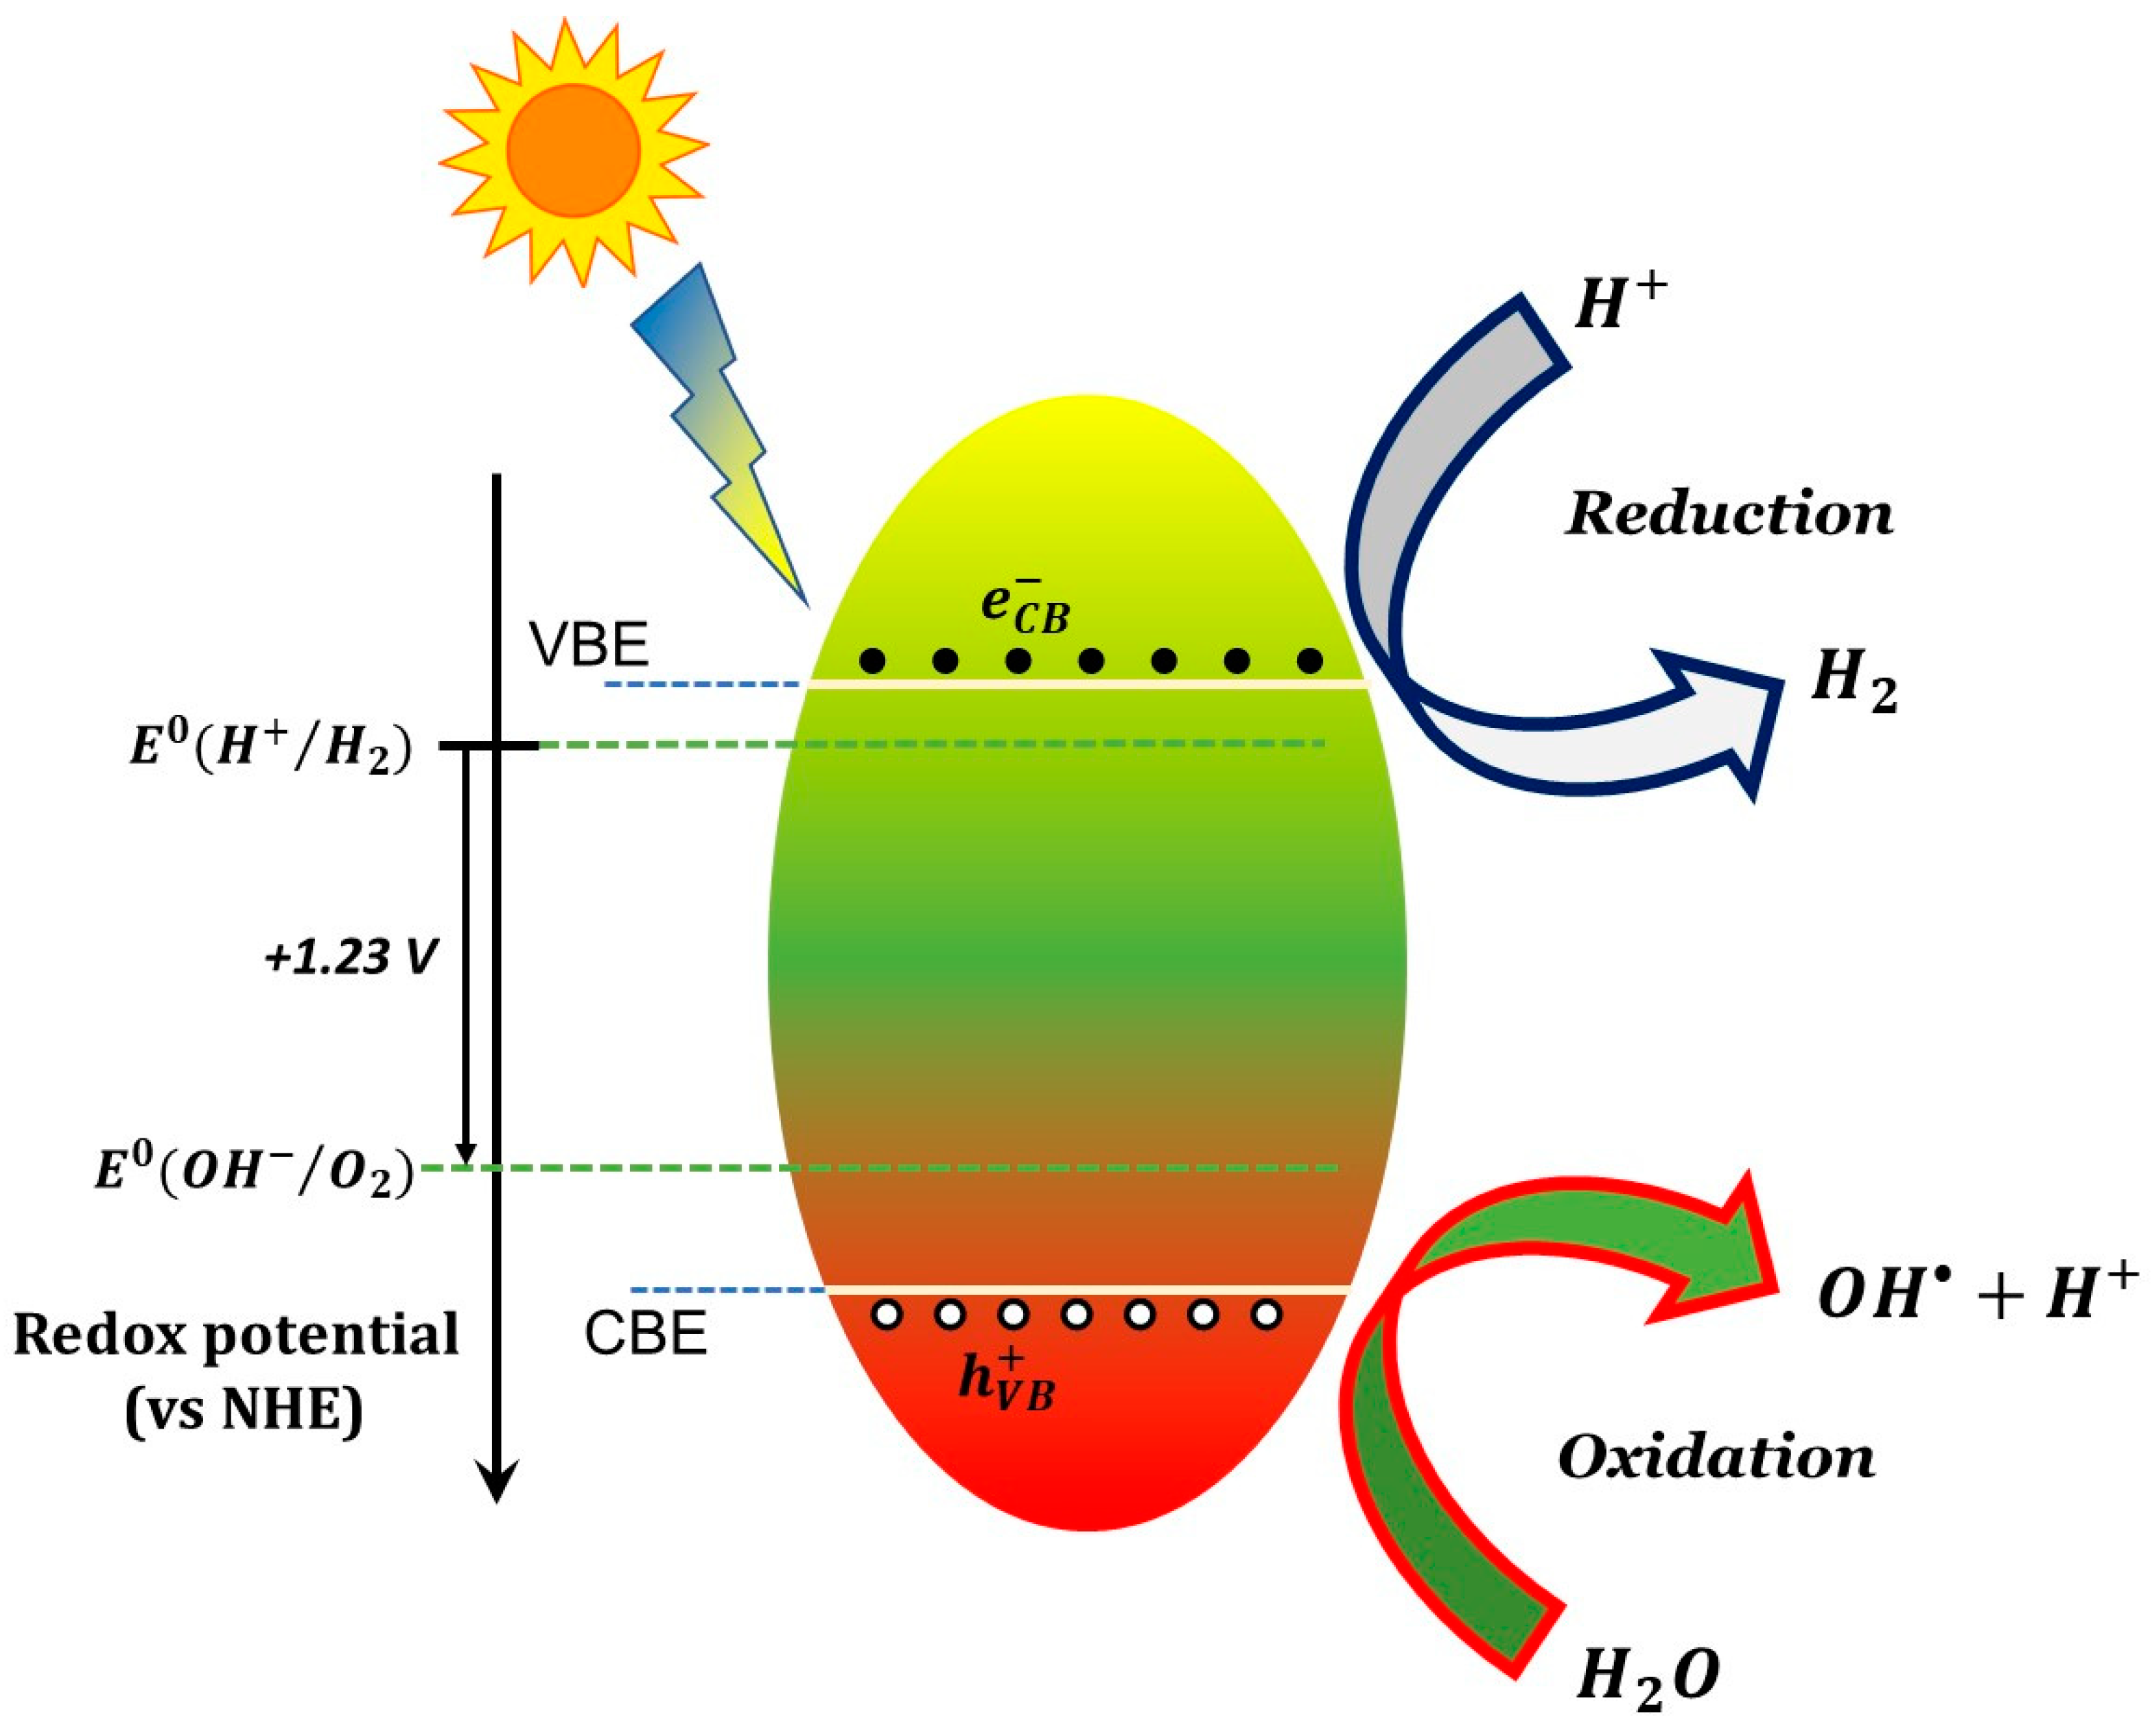 H⁺
Reduction
e⁻CB
VBE
H₂
E⁰(H⁺/H₂)
+1.23 V
E⁰(OH⁻/O₂)
OH• + H⁺
CBE
Redox potential
(vs NHE)
h⁺VB
Oxidation
H₂O